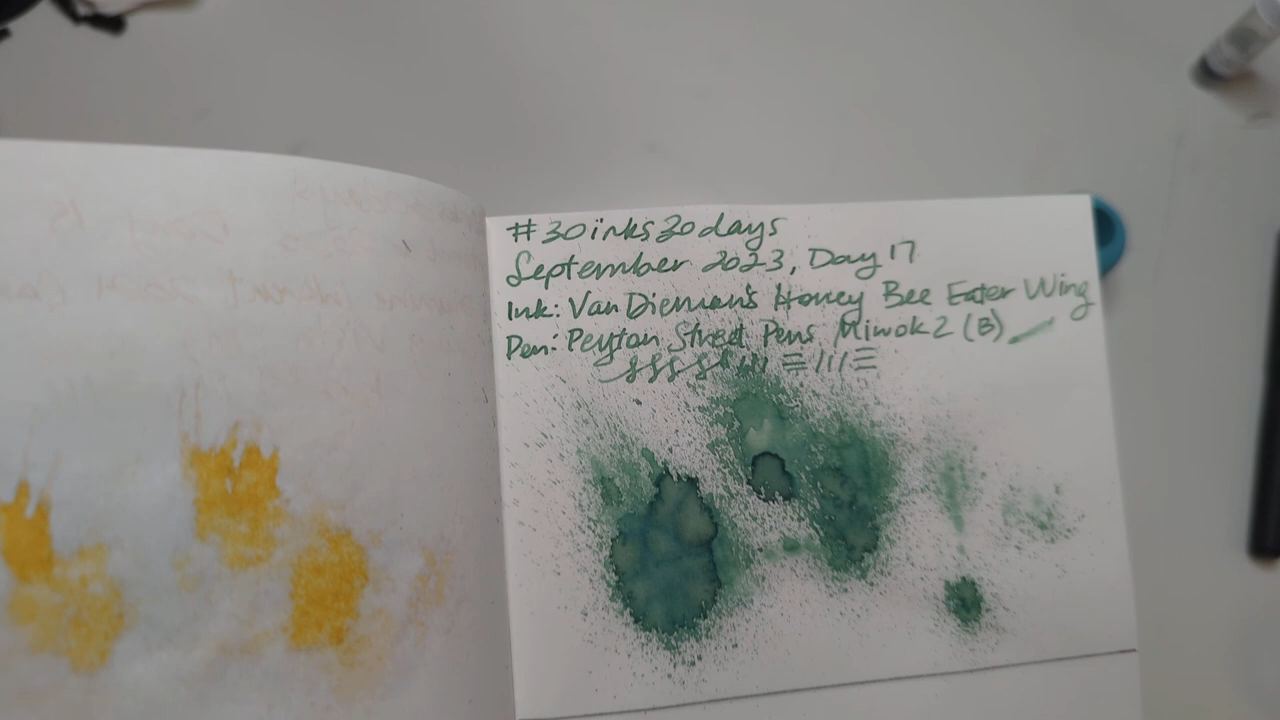 #30inks30days
September 2023, Day 17
Ink: Van Dieman's Honey Bee Eater Wing
Pen: Peyton Street Pens Miwok 2 (B)